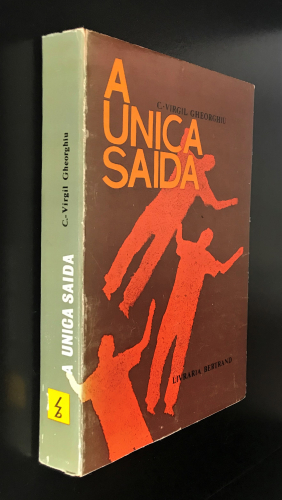 A
C.-VIRGIL GHEORGHIU
UNICA
SAIDA
LIVRARIA BERTRAND
C.-Virgil Gheorghiu
A UNICA SAIDA